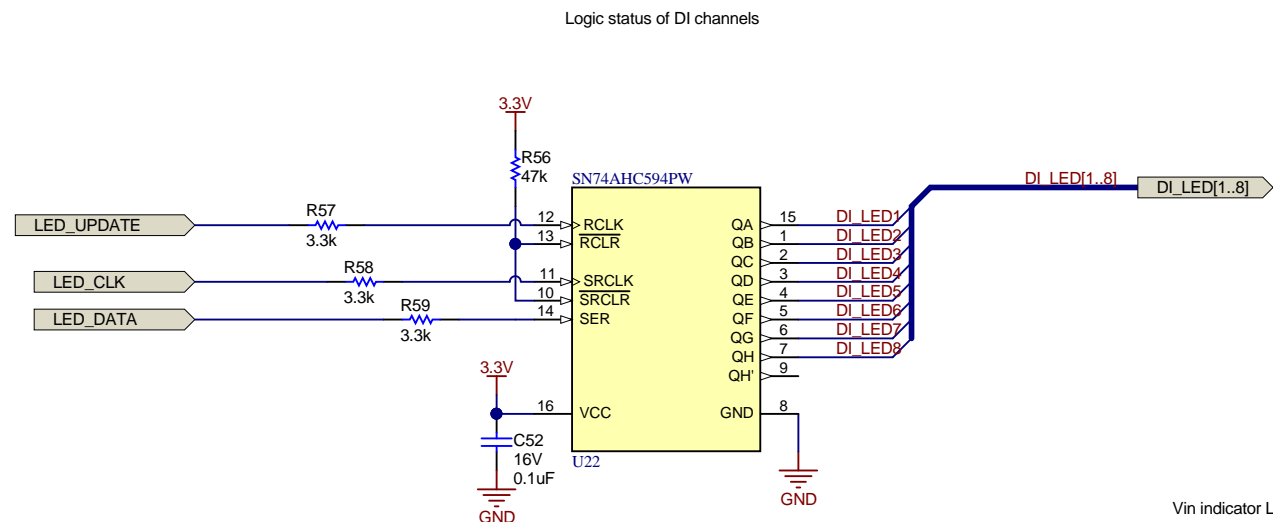 Logic status of DI channels
3.3V
R56
47k
SN74AHC594PW
DI_LED[1..8]
DI_LED[1..8]
LED_UPDATE
R57
3.3k
12
RCLK
QA
15
DI_LED1
13
RCLR
QB
1
DI_LED2
QC
2
DI_LED3
LED_CLK
R58
3.3k
11
SRCLK
QD
3
DI_LED4
10
SRCLR
QE
4
DI_LED5
LED_DATA
R59
3.3k
14
SER
QF
5
DI_LED6
QG
6
DI_LED7
QH
7
DI_LED8
QH'
9
3.3V
16
VCC
GND
8
C52
16V
0.1uF
GND
U22
GND
Vin indicator L